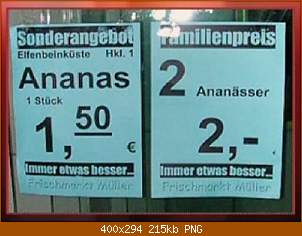 Sonderangebot
Elfenbeinküste Hkl. 1
Ananas
1 Stück
1,50 €
Immer etwas besser...
Frischmarkt Müller
Familienpreis
2 Ananässer
2,-
Immer etwas besser...
Frischmarkt Müller
400x294 215kb PNG